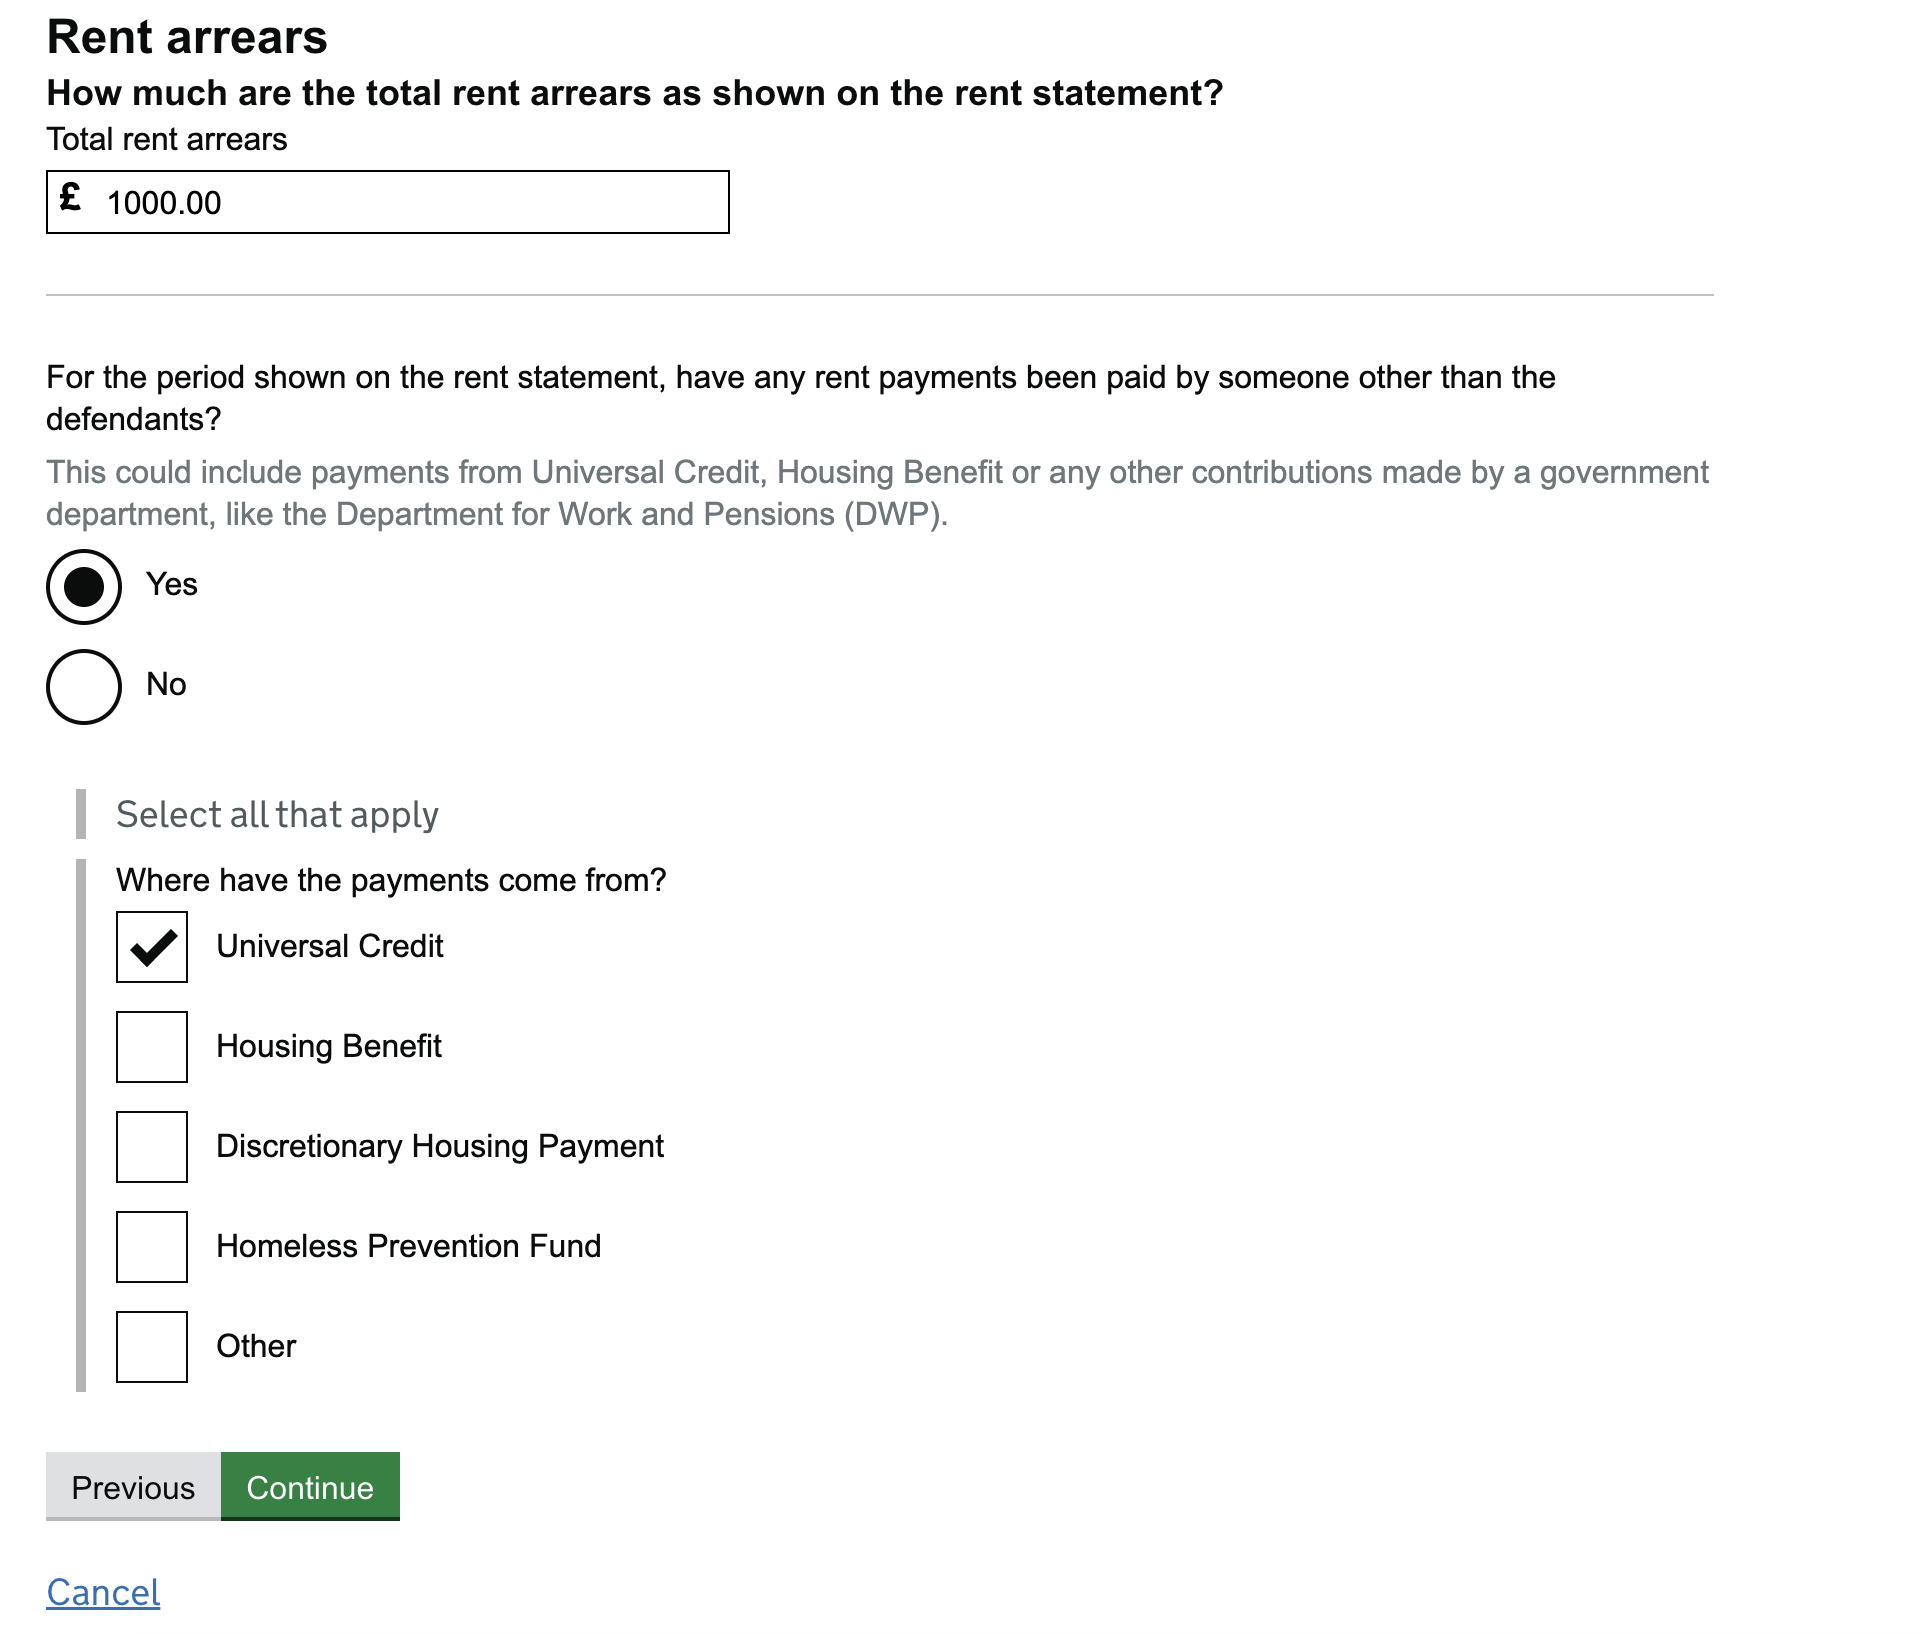 Rent arrears
How much are the total rent arrears as shown on the rent statement?
Total rent arrears
£ 1000.00
For the period shown on the rent statement, have any rent payments been paid by someone other than the
defendants?
This could include payments from Universal Credit, Housing Benefit or any other contributions made by a government
department, like the Department for Work and Pensions (DWP).
Yes
No
Select all that apply
Where have the payments come from?
Universal Credit
Housing Benefit
Discretionary Housing Payment
Homeless Prevention Fund
Other
Previous Continue
Cancel